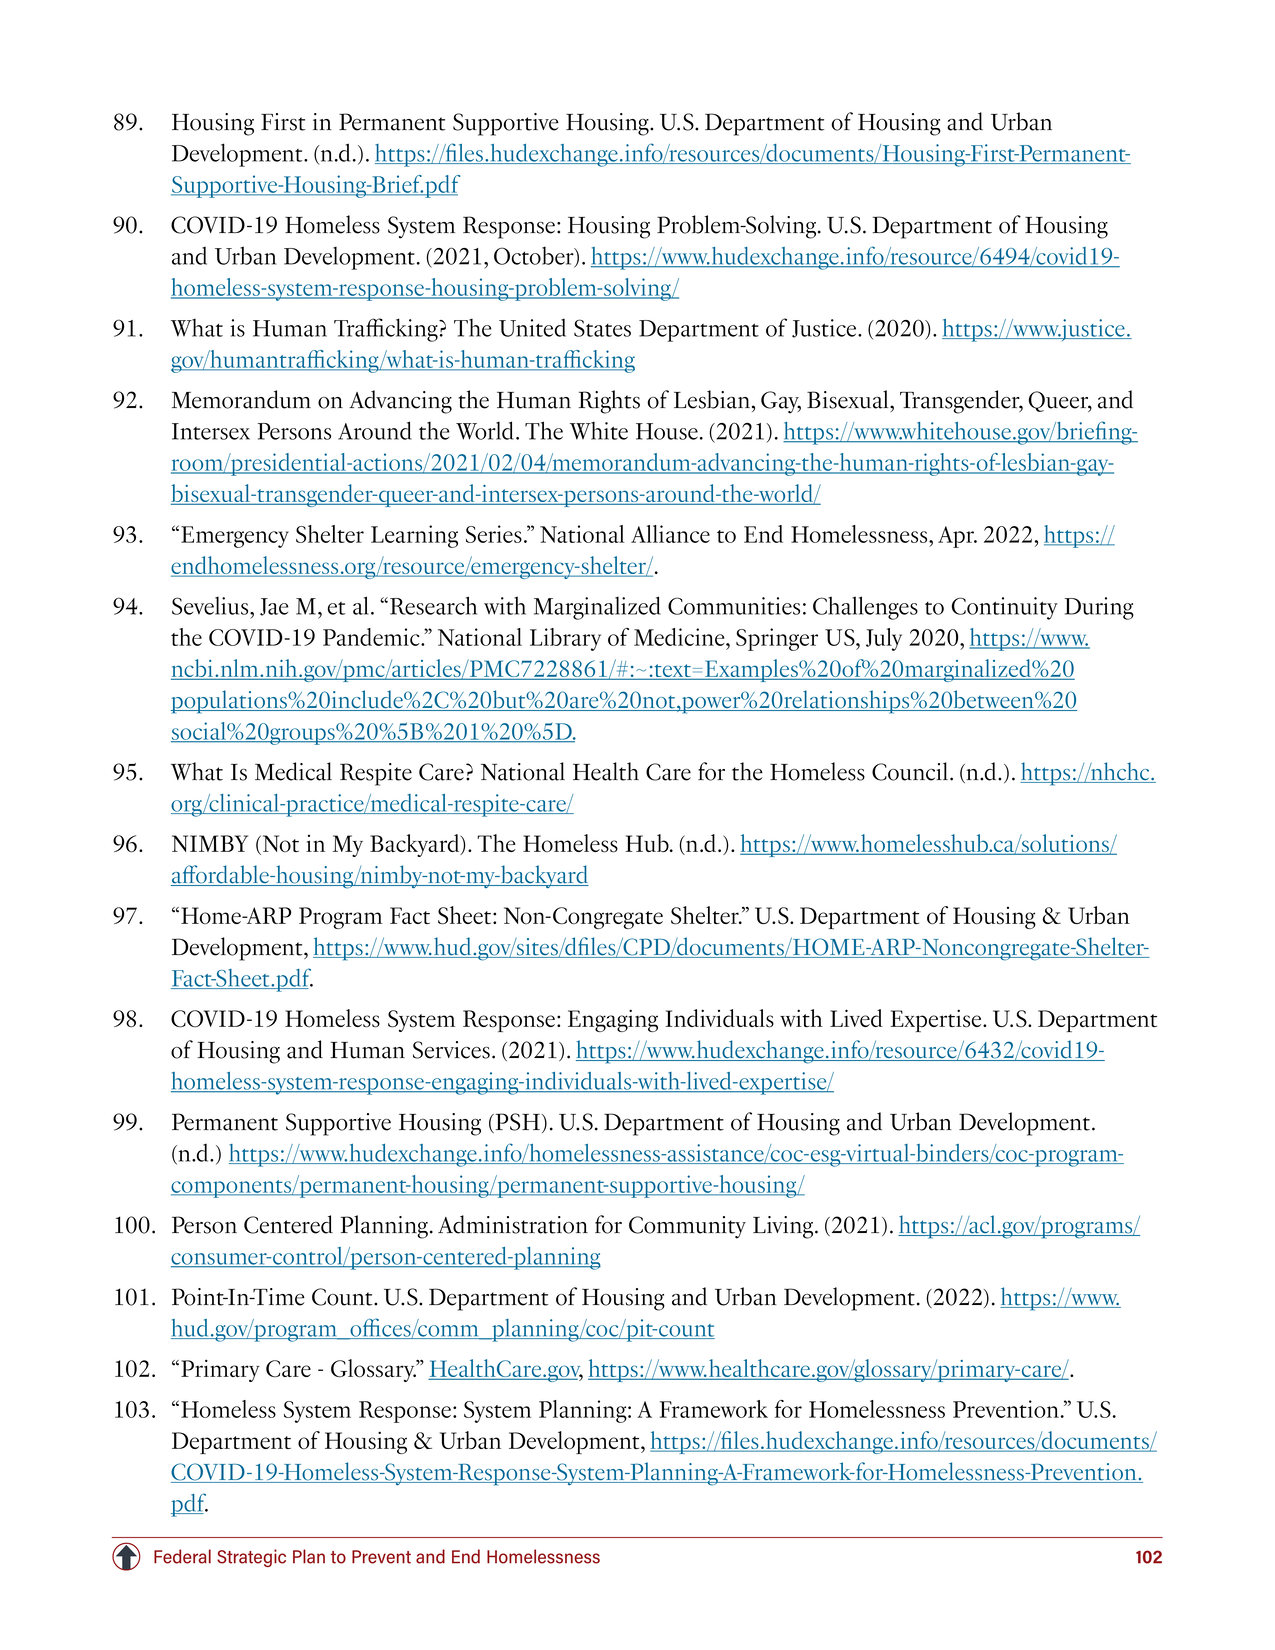 89. Housing First in Permanent Supportive Housing. U.S. Department of Housing and Urban
Development. (n.d.). https://files.hudexchange.info/resources/documents/Housing-First-Permanent-
Supportive-Housing-Brief.pdf
90. COVID-19 Homeless System Response: Housing Problem-Solving. U.S. Department of Housing
and Urban Development. (2021, October). https://www.hudexchange.info/resource/6494/covid19-
homeless-system-response-housing-problem-solving/
91. What is Human Trafficking? The United States Department of Justice. (2020). https://www.justice.
gov/humantrafficking/what-is-human-trafficking
92. Memorandum on Advancing the Human Rights of Lesbian, Gay, Bisexual, Transgender, Queer, and
Intersex Persons Around the World. The White House. (2021). https://www.whitehouse.gov/briefing-
room/presidential-actions/2021/02/04/memorandum-advancing-the-human-rights-of-lesbian-gay-
bisexual-transgender-queer-and-intersex-persons-around-the-world/
93. “Emergency Shelter Learning Series.” National Alliance to End Homelessness, Apr. 2022, https://
endhomelessness.org/resource/emergency-shelter/.
94. Sevelius, Jae M, et al. “Research with Marginalized Communities: Challenges to Continuity During
the COVID-19 Pandemic.” National Library of Medicine, Springer US, July 2020, https://www.
ncbi.nlm.nih.gov/pmc/articles/PMC7228861/#:~:text=Examples%20of%20marginalized%20
populations%20include%2C%20but%20are%20not,power%20relationships%20between%20
social%20groups%20%5B%201%20%5D.
95. What Is Medical Respite Care? National Health Care for the Homeless Council. (n.d.). https://nhchc.
org/clinical-practice/medical-respite-care/
96. NIMBY (Not in My Backyard). The Homeless Hub. (n.d.). https://www.homelesshub.ca/solutions/
affordable-housing/nimby-not-my-backyard
97. “Home-ARP Program Fact Sheet: Non-Congregate Shelter.” U.S. Department of Housing & Urban
Development, https://www.hud.gov/sites/dfiles/CPD/documents/HOME-ARP-Noncongregate-Shelter-
Fact-Sheet.pdf.
98. COVID-19 Homeless System Response: Engaging Individuals with Lived Expertise. U.S. Department
of Housing and Human Services. (2021). https://www.hudexchange.info/resource/6432/covid19-
homeless-system-response-engaging-individuals-with-lived-expertise/
99. Permanent Supportive Housing (PSH). U.S. Department of Housing and Urban Development.
(n.d.) https://www.hudexchange.info/homelessness-assistance/coc-esg-virtual-binders/coc-program-
components/permanent-housing/permanent-supportive-housing/
100. Person Centered Planning. Administration for Community Living. (2021). https://acl.gov/programs/
consumer-control/person-centered-planning
101. Point-In-Time Count. U.S. Department of Housing and Urban Development. (2022). https://www.
hud.gov/program_offices/comm_planning/coc/pit-count
102. “Primary Care - Glossary.” HealthCare.gov, https://www.healthcare.gov/glossary/primary-care/.
103. “Homeless System Response: System Planning: A Framework for Homelessness Prevention.” U.S.
Department of Housing & Urban Development, https://files.hudexchange.info/resources/documents/
COVID-19-Homeless-System-Response-System-Planning-A-Framework-for-Homelessness-Prevention.
pdf.
Federal Strategic Plan to Prevent and End Homelessness 102